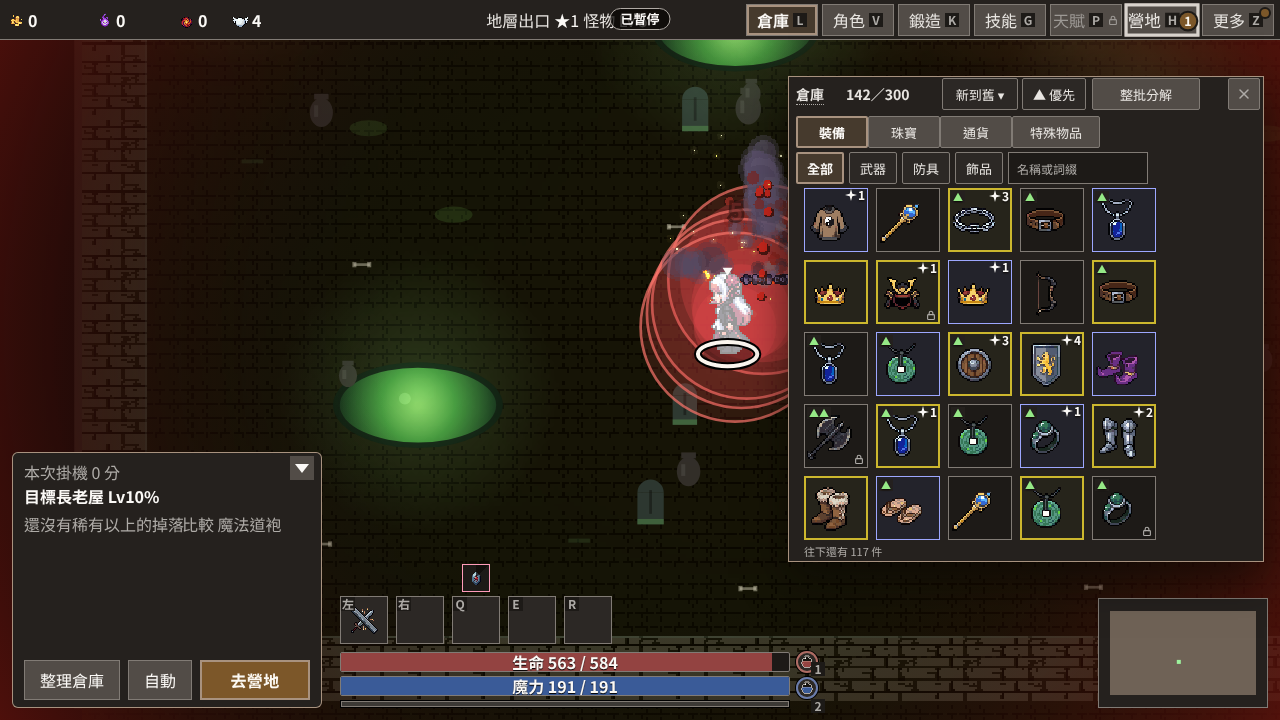 0
0
0
4
地層出口 ★1 怪物
已暫停
倉庫 L
角色 V
鍛造 K
技能 G
天賦 P
營地 H 1
更多 Z
倉庫 142／300
新到舊 ▾
▲優先
整批分解
✕
裝備
珠寶
通貨
特殊物品
全部
武器
防具
飾品
名稱或詞綴
1
3
1
1
3
4
1
1
2
往下還有 117 件
本次掛機 0 分
目標長老屋 Lv10%
還沒有稀有以上的掉落比較 魔法道袍
整理倉庫
自動
去營地
左
右
Q
E
R
生命 563 / 584
1
魔力 191 / 191
2